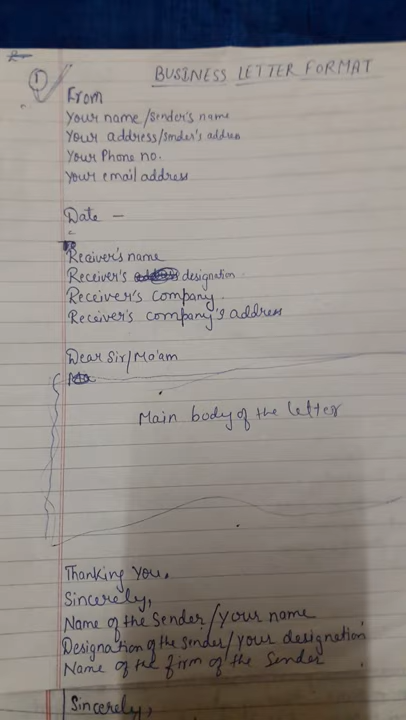 ①
BUSINESS LETTER FORMAT
From
Your name/sender's name
Your address/sender's addres
Your Phone no.
Your email address
Date —
Receiver's name
Receiver's designation
Receiver's company
Receiver's company's address
Dear Sir/Ma'am
Main body of the letter
Thanking You,
Sincerely,
Name of the sender/your name
Designation of the sender/your designation
Name of the firm of the sender
Sincerely,